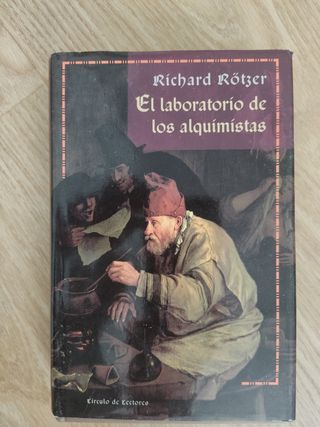 Richard Rötzer
El laboratorio de
los alquimistas
Círculo de Lectores